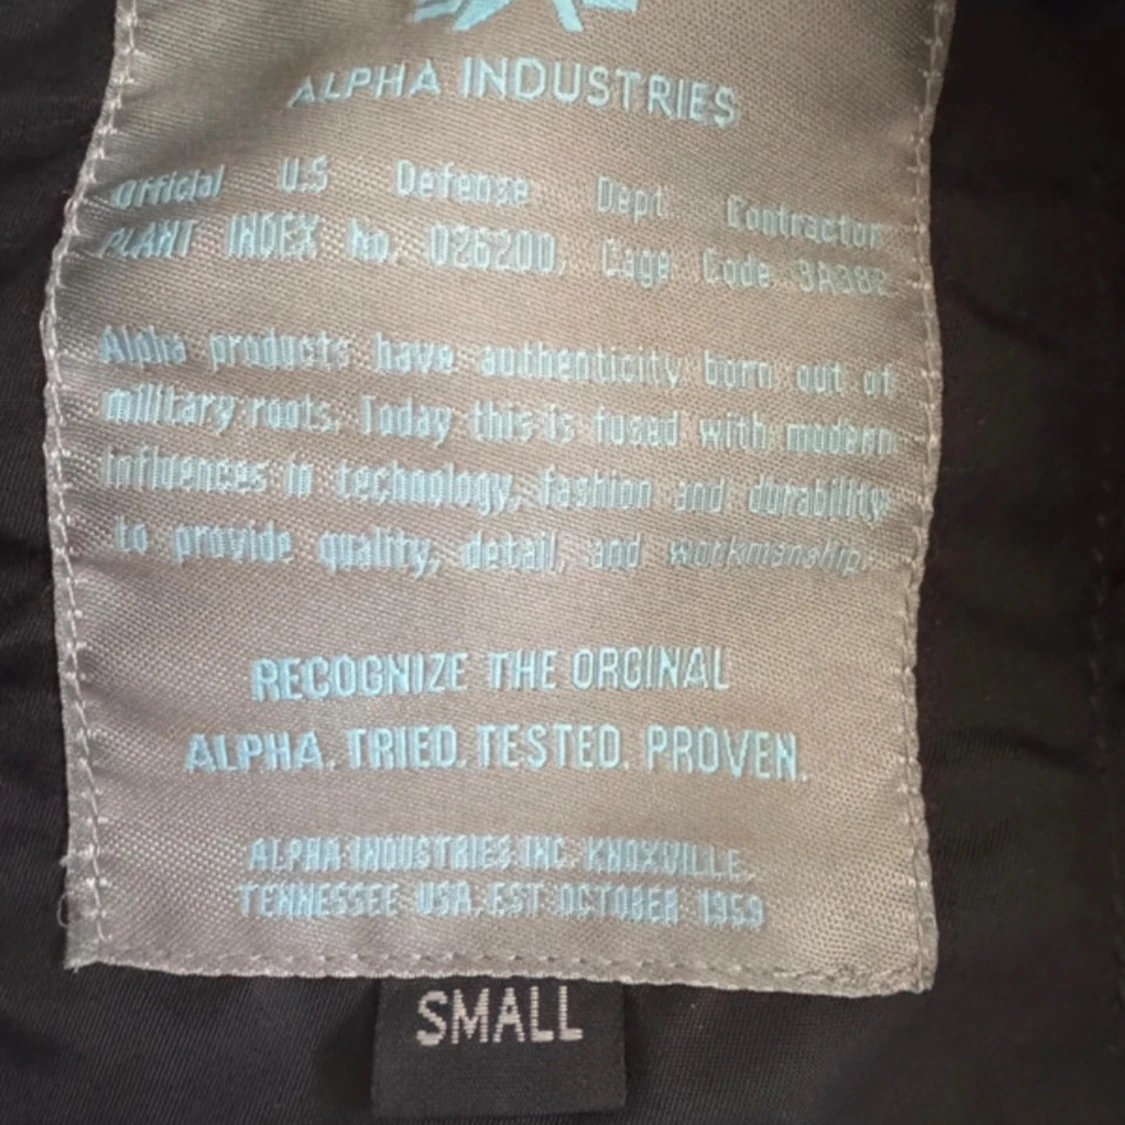 ALPHA INDUSTRIES
Official U.S Defense Dept Contractor
PLANT INDEX No. 026200, Cage Code 9A382
Alpha products have authenticity born out of
military roots. Today this is fused with modern
influences in technology, fashion and durability
to provide quality, detail, and workmanship.
RECOGNIZE THE ORGINAL
ALPHA. TRIED. TESTED. PROVEN.
ALPHA INDUSTRIES INC. KNOXVILLE,
TENNESSEE USA, EST OCTOBER 1959
SMALL